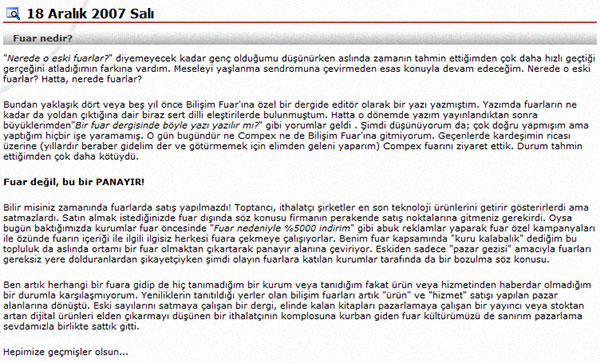 18 Aralık 2007 Salı
Fuar nedir?
"Nerede o eski fuarlar?" diyemeyecek kadar genç olduğumu düşünürken aslında zamanın tahmin ettiğimden çok daha hızlı geçtiği
gerçeğini atladığımın farkına vardım. Meseleyi yaşlanma sendromuna çevirmeden esas konuyla devam edeceğim. Nerede o eski
fuarlar? Hatta, nerede fuarlar?
Bundan yaklaşık dört veya beş yıl önce Bilişim Fuar'ına özel bir dergide editör olarak bir yazı yazmıştım. Yazımda fuarların ne
kadar da yoldan çıktığına dair biraz sert dilli eleştirilerde bulunmuştum. Hatta o dönemde yazım yayınlandıktan sonra
büyüklerimden"Bir fuar dergisinde böyle yazı yazılır mı?" gibi yorumlar geldi . Şimdi düşünüyorum da; çok doğru yapmışım ama
yaptığım hiçbir işe yaramamış. O gün bugündür ne Compex ne de Bilişim Fuar'ına gitmiyorum. Geçenlerde kardeşimin ricası
üzerine (yıllardır beraber gidelim der ve götürmemek için elimden geleni yaparım) Compex fuarını ziyaret ettik. Durum tahmin
ettiğimden çok daha kötüydü.
Fuar değil, bu bir PANAYIR!
Bilir misiniz zamanında fuarlarda satış yapılmazdı! Toptancı, ithalatçı şirketler en son teknoloji ürünlerini getirir gösterirlerdi ama
satmazlardı. Satın almak istediğinizde fuar dışında söz konusu firmanın perakende satış noktalarına gitmeniz gerekirdi. Oysa
bugün baktığımızda kurumlar fuar öncesinde "Fuar nedeniyle %5000 indirim" gibi abuk reklamlar yaparak fuar özel kampanyaları
ile özünde fuarın içeriği ile ilgili ilgisiz herkesi fuara çekmeye çalışıyorlar. Benim fuar kapsamında "kuru kalabalık" dediğim bu
topluluk da aslında ortamı bir fuar olmaktan çıkartarak panayır alanına çeviriyor. Eskiden sadece "pazar gezisi" amacıyla fuarları
gereksiz yere dolduranlardan şikayetçiyken şimdi olayın fuarlara katılan kurumlar tarafında da bir bozulma söz konusu.
Ben artık herhangi bir fuara gidip de hiç tanımadığım bir kurum veya tanıdığım fakat ürün veya hizmetinden haberdar olmadığım
bir durumla karşılaşmıyorum. Yeniliklerin tanıtıldığı yerler olan bilişim fuarları artık "ürün" ve "hizmet" satışı yapılan pazar
alanlarına dönüştü. Eski sayılarını satmaya çalışan bir dergi, elinde kalan kitapları pazarlamaya çalışan bir yayıncı veya stoktan
artan dijital ürünleri elden çıkarmayı düşünen bir ithalatçının komplosuna kurban giden fuar kültürümüz de sanırım pazarlama
sevdamızla birlikte sattık gitti.
Hepimize geçmişler olsun...